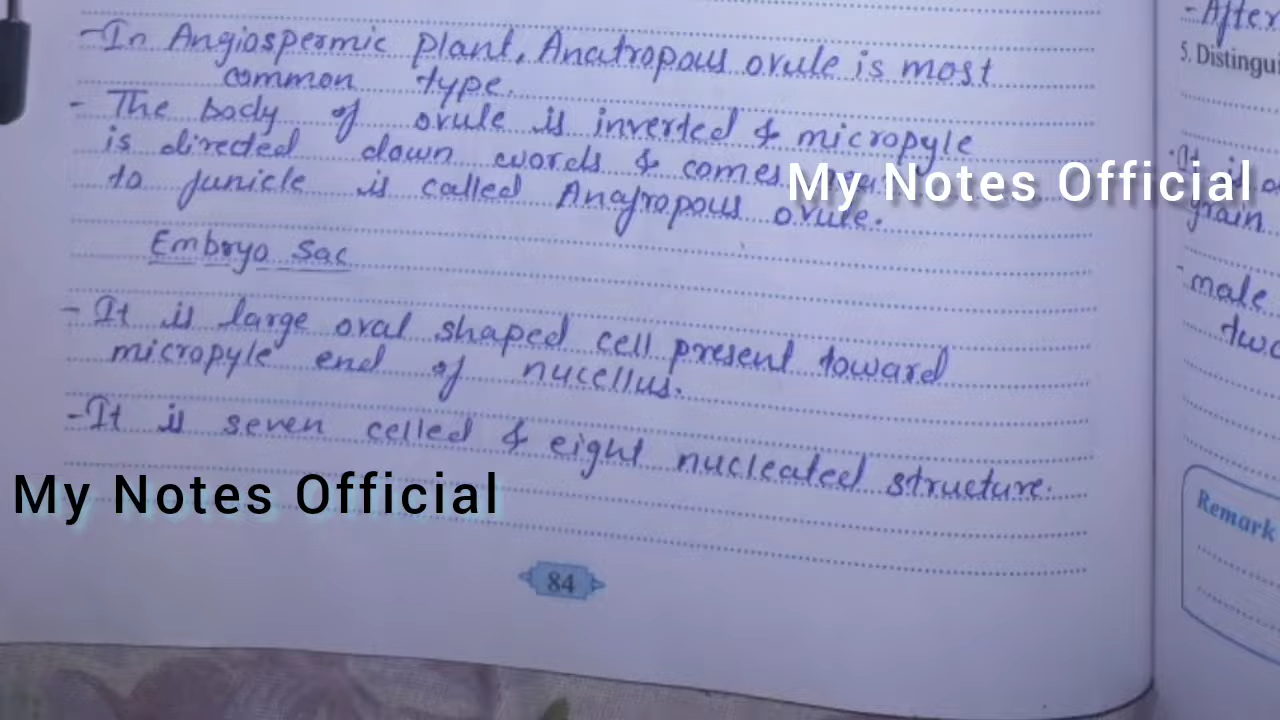 - In Angiospermic plant, Anatropous ovule is most
common type.
- The body of ovule is inverted & micropyle
is directed down words & comes
to funicle is called Anatropous ovule.
Embryo Sac
- It is large oval shaped cell present toward
micropyle end of nucellus.
- It is seven celled & eight nucleated structure.
84
My Notes Official
My Notes Official
- After
5. Distingui
It is
grain
- male
two
Remark